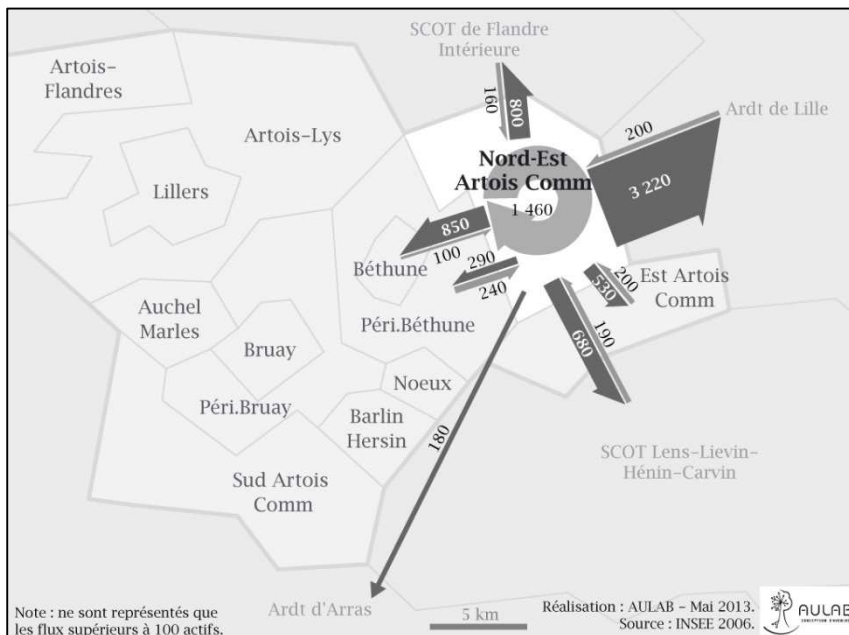 SCOT de Flandre
Intérieure
Artois–
Flandres
160
800
Ardt de Lille
Artois–Lys
200
Nord-Est
Artois Comm
3 220
Lillers
1 460
850
100
290
Béthune
240
200
530
Est Artois
Comm
Auchel
Marles
Péri.Béthune
190
680
Bruay
Noeux
Péri.Bruay
Barlin
Hersin
180
SCOT Lens–Lievin–
Hénin–Carvin
Sud Artois
Comm
Ardt d'Arras
5 km
Note : ne sont représentés que
les flux supérieurs à 100 actifs.
Réalisation : AULAB – Mai 2013.
Source : INSEE 2006.
AULAB